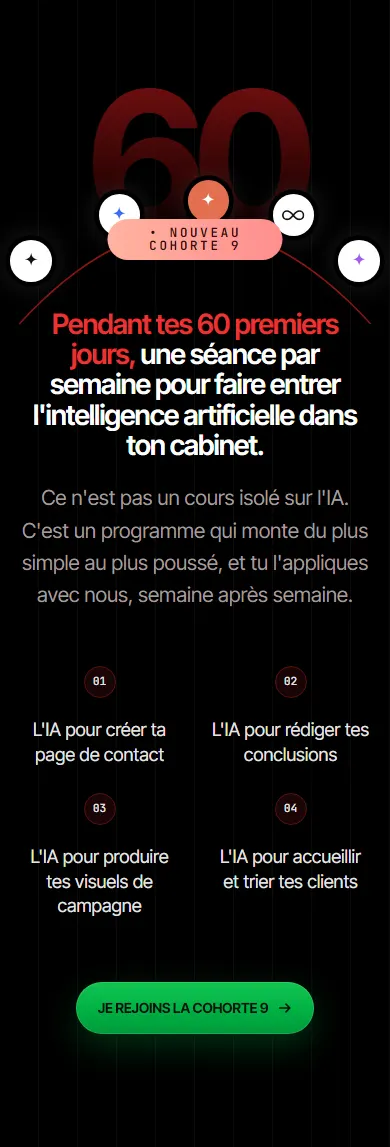 60
• NOUVEAU
COHORTE 9
Pendant tes 60 premiers
jours, une séance par
semaine pour faire entrer
l'intelligence artificielle dans
ton cabinet.
Ce n'est pas un cours isolé sur l'IA.
C'est un programme qui monte du plus
simple au plus poussé, et tu l'appliques
avec nous, semaine après semaine.
01
L'IA pour créer ta
page de contact
02
L'IA pour rédiger tes
conclusions
03
L'IA pour produire
tes visuels de
campagne
04
L'IA pour accueillir
et trier tes clients
JE REJOINS LA COHORTE 9 →